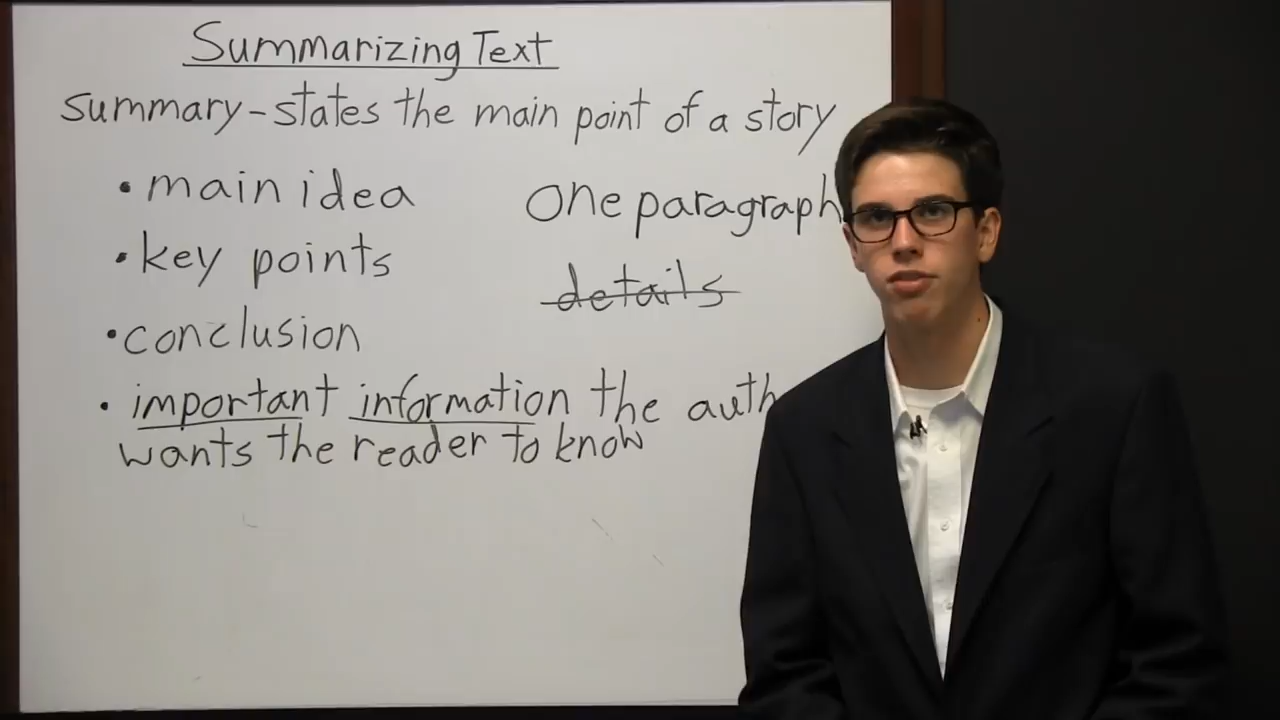 Summarizing Text
summary - states the main point of a story
• main idea
one paragraph
• key points
details
• conclusion
• important information the auth
wants the reader to know